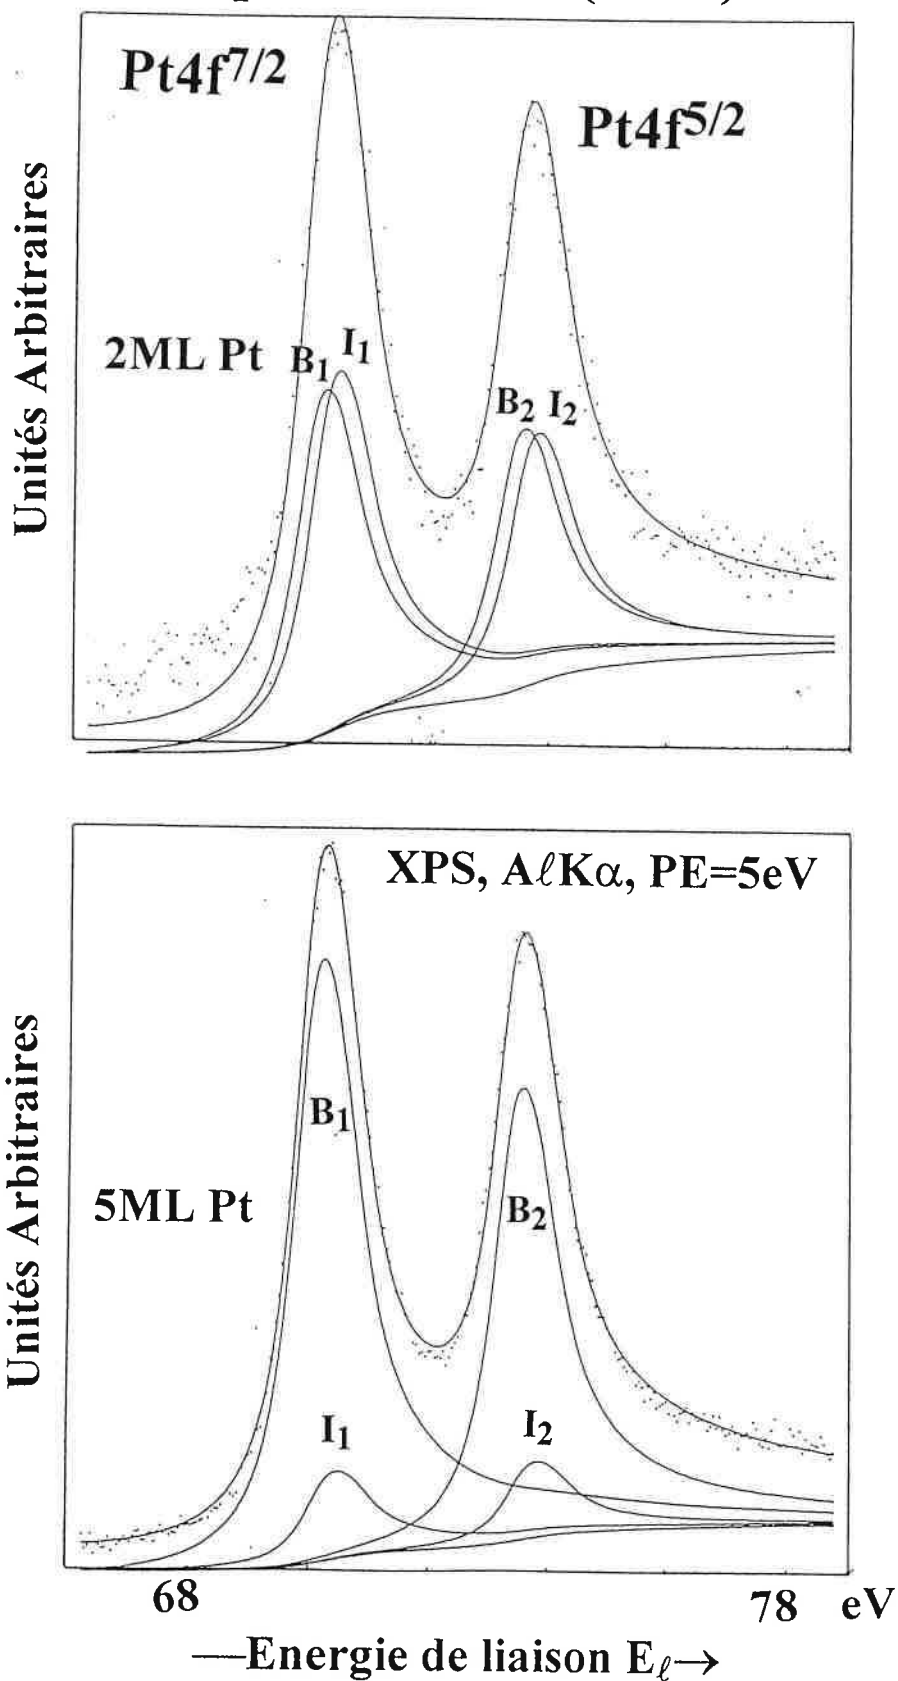 Pt4f7/2
Pt4f5/2
Unités Arbitraires
2ML Pt
B1
I1
B2
I2
XPS, AℓKα, PE=5eV
Unités Arbitraires
5ML Pt
B1
B2
I1
I2
68
78
eV
—Energie de liaison Eℓ→